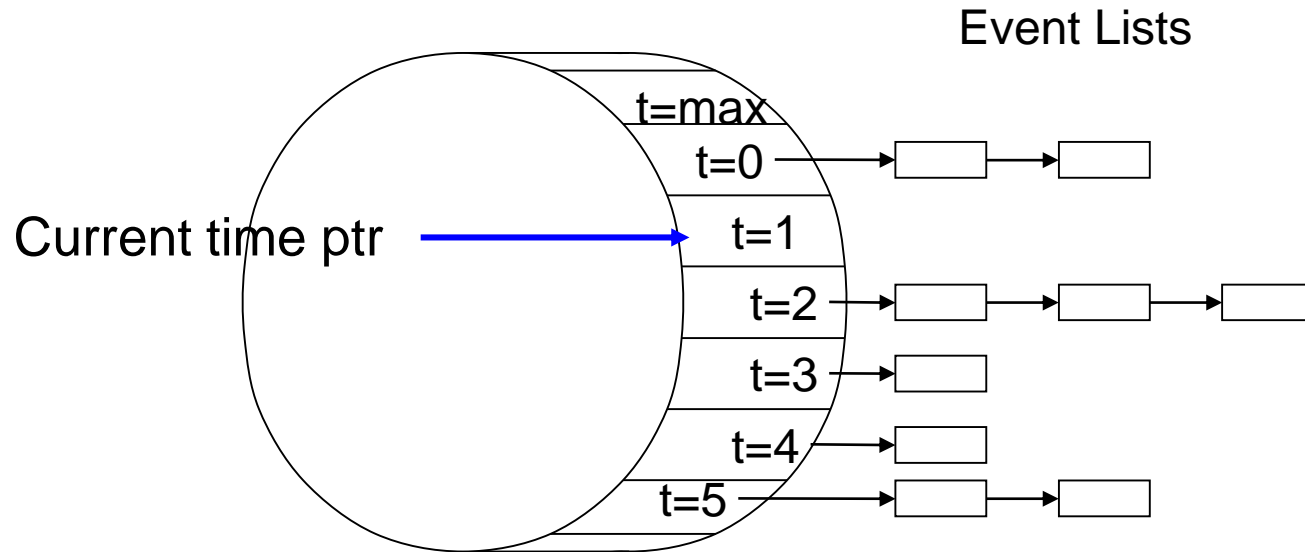 Event Lists
t=max
t=0
Current time ptr
t=1
t=2
t=3
t=4
t=5